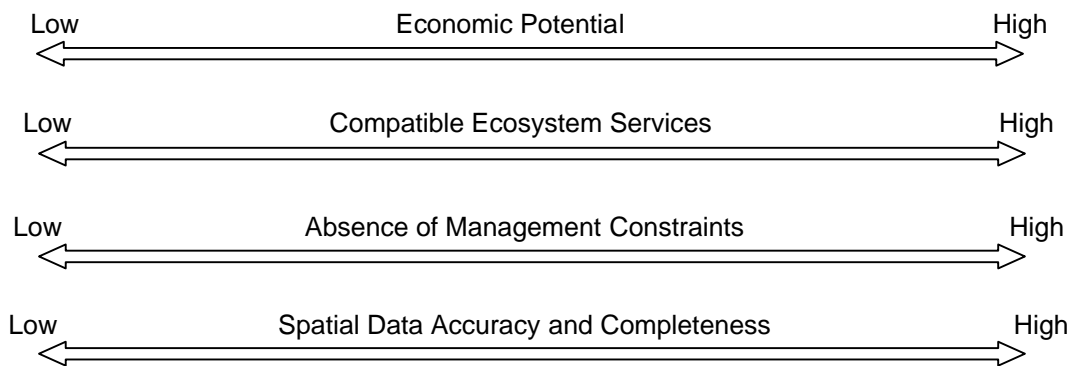 Low Economic Potential High
Low Compatible Ecosystem Services High
Low Absence of Management Constraints High
Low Spatial Data Accuracy and Completeness High